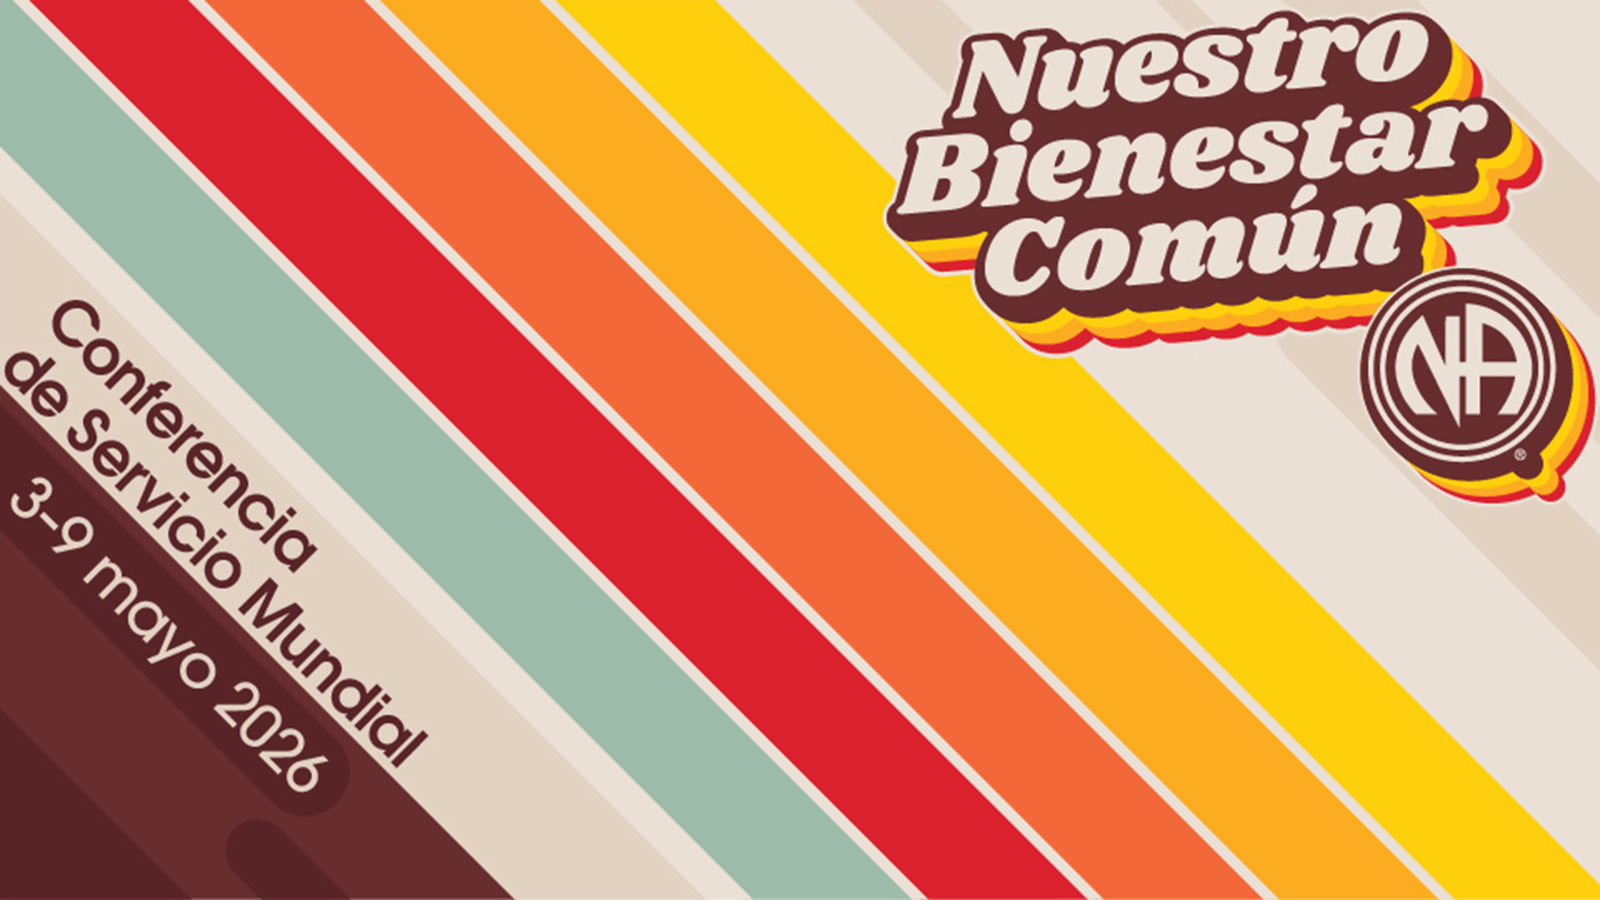 Nuestro
Bienestar
Común
NA
®
Conferencia
de Servicio Mundial
3-9 mayo 2026